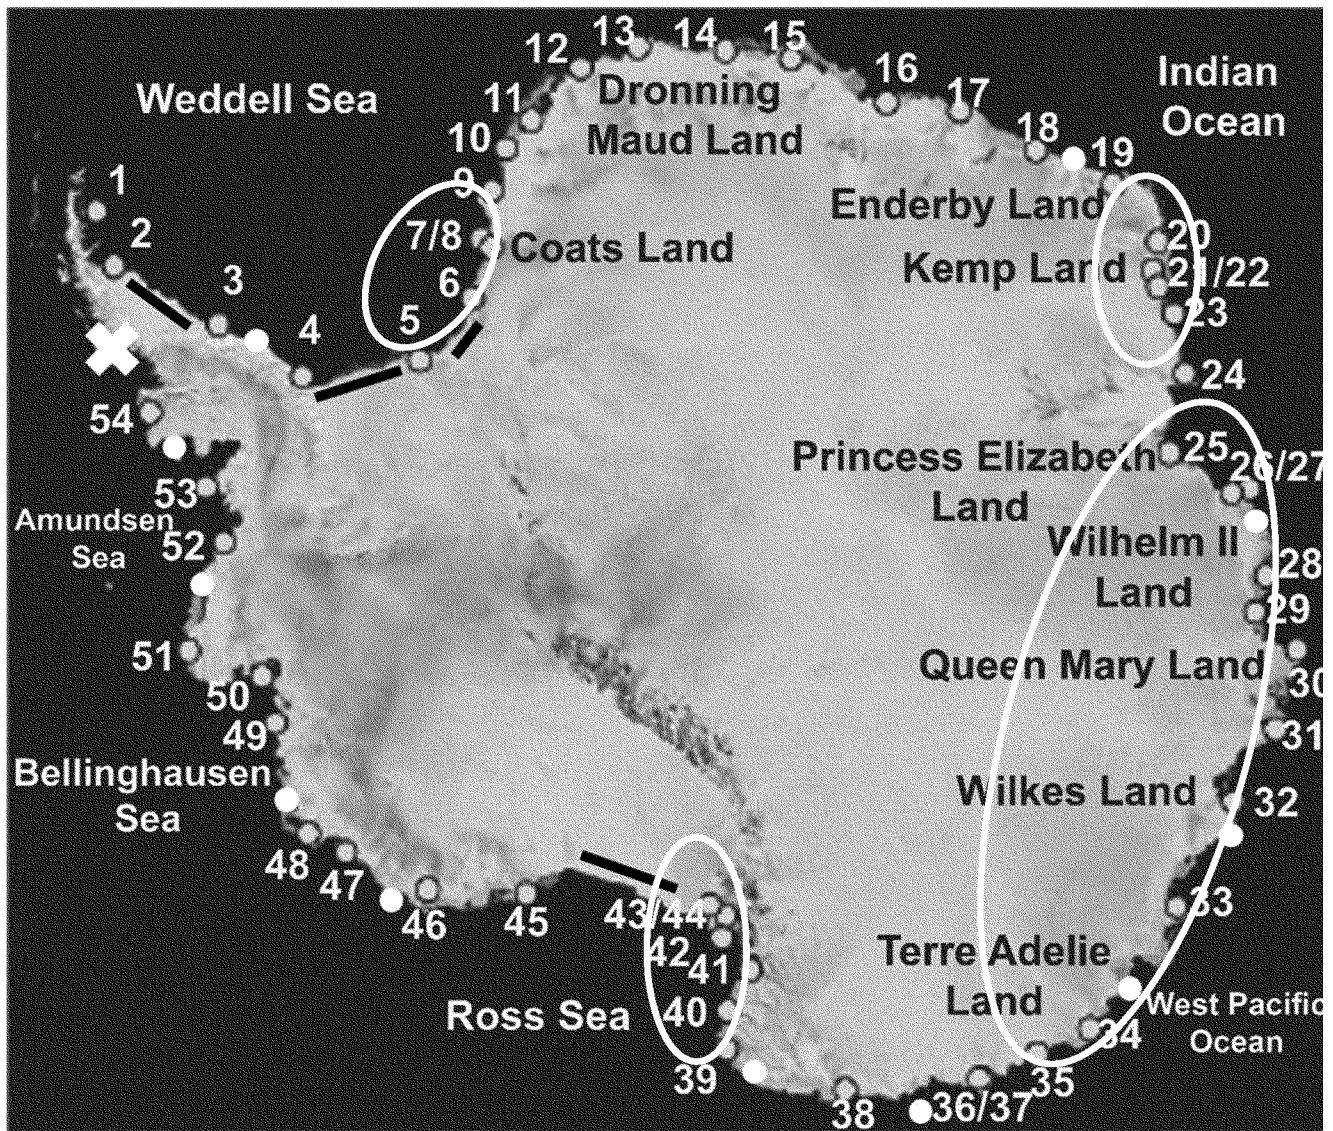 13
14
15
12
Indian
Ocean
Weddell Sea
Dronning
Maud Land
16
17
11
10
18
19
1
9
Enderby Land
2
7/8
Coats Land
20
Kemp Land
21/22
6
3
5
23
4
24
54
25
Princess Elizabeth
Land
26/27
53
Amundsen
Sea
52
Wilhelm II
Land
28
29
51
Queen Mary Land
50
30
49
31
Bellinghausen
Sea
Wilkes Land
32
48
47
46
45
43/44
33
42
41
Terre Adelie
Land
Ross Sea
40
West Pacific
Ocean
34
35
39
36/37
38